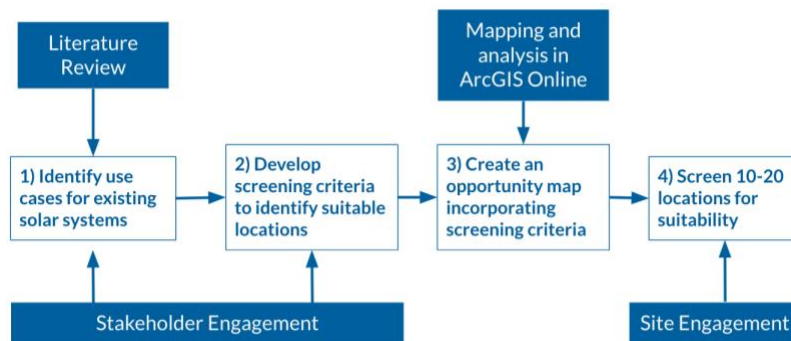 Literature
Review
Mapping and
analysis in
ArcGIS Online
1) Identify use
cases for existing
solar systems
2) Develop
screening criteria
to identify suitable
locations
3) Create an
opportunity map
incorporating
screening criteria
4) Screen 10-20
locations for
suitability
Stakeholder Engagement
Site Engagement